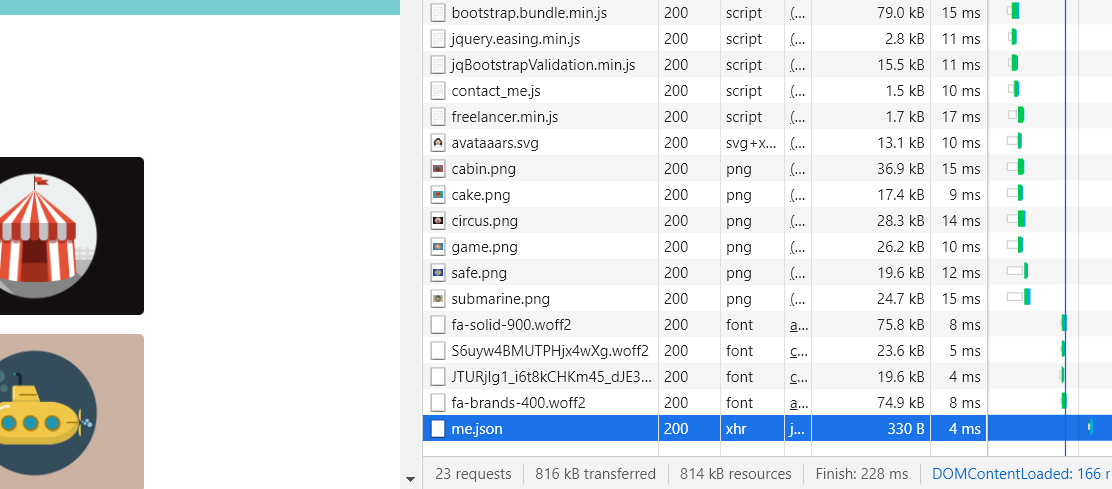 bootstrap.bundle.min.js 200 script (... 79.0 kB 15 ms
jquery.easing.min.js 200 script (... 2.8 kB 11 ms
jqBootstrapValidation.min.js 200 script (... 15.5 kB 11 ms
contact_me.js 200 script (... 1.5 kB 10 ms
freelancer.min.js 200 script (... 1.7 kB 17 ms
avataaars.svg 200 svg+x... (... 13.1 kB 10 ms
cabin.png 200 png (... 36.9 kB 15 ms
cake.png 200 png (... 17.4 kB 9 ms
circus.png 200 png (... 28.3 kB 14 ms
game.png 200 png (... 26.2 kB 10 ms
safe.png 200 png (... 19.6 kB 12 ms
submarine.png 200 png (... 24.7 kB 15 ms
fa-solid-900.woff2 200 font a... 75.8 kB 8 ms
S6uyw4BMUTPHjx4wXg.woff2 200 font c... 23.6 kB 5 ms
JTURjIg1_i6t8kCHKm45_dJE3... 200 font c... 19.6 kB 4 ms
fa-brands-400.woff2 200 font a... 74.9 kB 8 ms
me.json 200 xhr j... 330 B 4 ms
23 requests 816 kB transferred 814 kB resources Finish: 228 ms DOMContentLoaded: 166